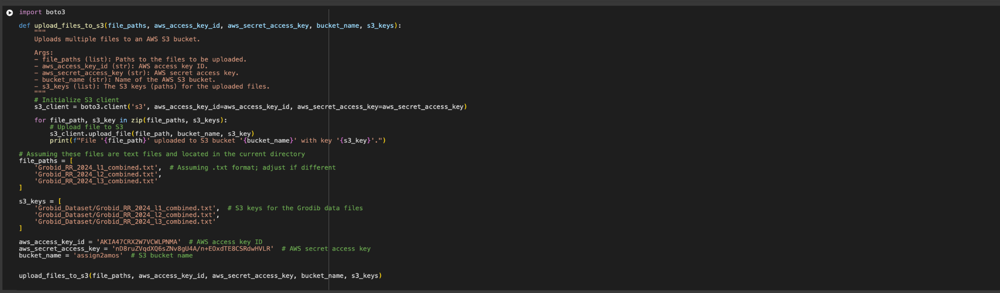 import boto3
def upload_files_to_s3(file_paths, aws_access_key_id, aws_secret_access_key, bucket_name, s3_keys):
"""
Uploads multiple files to an AWS S3 bucket.
Args:
- file_paths (list): Paths to the files to be uploaded.
- aws_access_key_id (str): AWS access key ID.
- aws_secret_access_key (str): AWS secret access key.
- bucket_name (str): Name of the AWS S3 bucket.
- s3_keys (list): The S3 keys (paths) for the uploaded files.
"""
# Initialize S3 client
s3_client = boto3.client('s3', aws_access_key_id=aws_access_key_id, aws_secret_access_key=aws_secret_access_key)
for file_path, s3_key in zip(file_paths, s3_keys):
# Upload file to S3
s3_client.upload_file(file_path, bucket_name, s3_key)
print(f"File '{file_path}' uploaded to S3 bucket '{bucket_name}' with key '{s3_key}'.")
# Assuming these files are text files and located in the current directory
file_paths = [
'Grobid_RR_2024_l1_combined.txt',  # Assuming .txt format; adjust if different
'Grobid_RR_2024_l2_combined.txt',
'Grobid_RR_2024_l3_combined.txt'
]
s3_keys = [
'Grobid_Dataset/Grobid_RR_2024_l1_combined.txt',  # S3 keys for the Grodib data files
'Grobid_Dataset/Grobid_RR_2024_l2_combined.txt',
'Grobid_Dataset/Grobid_RR_2024_l3_combined.txt'
]
aws_access_key_id = 'AKIA47CRX2W7VCWLPNMA'  # AWS access key ID
aws_secret_access_key = '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'  # AWS secret access key
bucket_name = 'assign2amos'  # S3 bucket name
upload_files_to_s3(file_paths, aws_access_key_id, aws_secret_access_key, bucket_name, s3_keys)